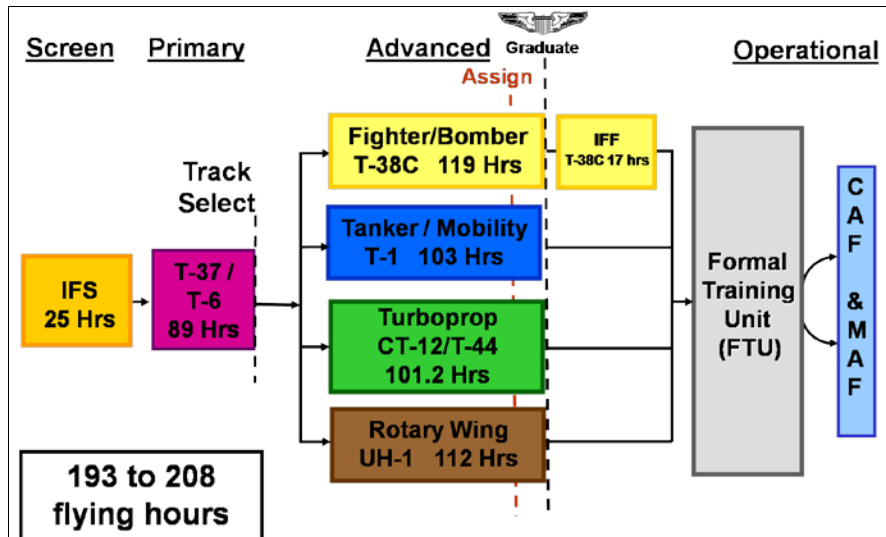 Screen
Primary
Advanced
Graduate
Operational
Assign
Track
Select
IFS
25 Hrs
T-37 /
T-6
89 Hrs
Fighter/Bomber
T-38C 119 Hrs
IFF
T-38C 17 hrs
Tanker / Mobility
T-1 103 Hrs
Turboprop
CT-12/T-44
101.2 Hrs
Rotary Wing
UH-1 112 Hrs
Formal
Training
Unit
(FTU)
CAF & MAF
193 to 208
flying hours